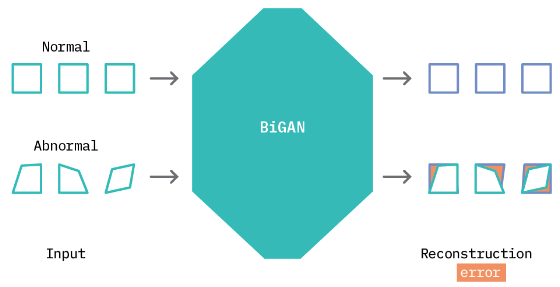 Normal
BiGAN
Abnormal
Input
Reconstruction
error